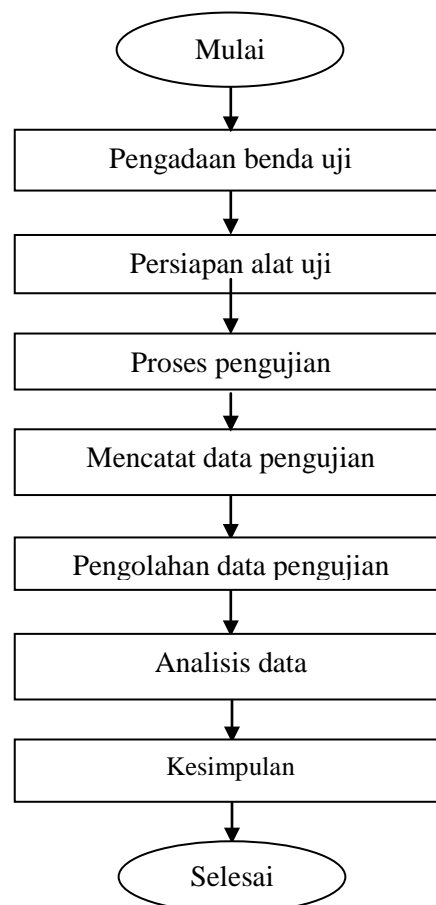 Mulai
Pengadaan benda uji
Persiapan alat uji
Proses pengujian
Mencatat data pengujian
Pengolahan data pengujian
Analisis data
Kesimpulan
Selesai